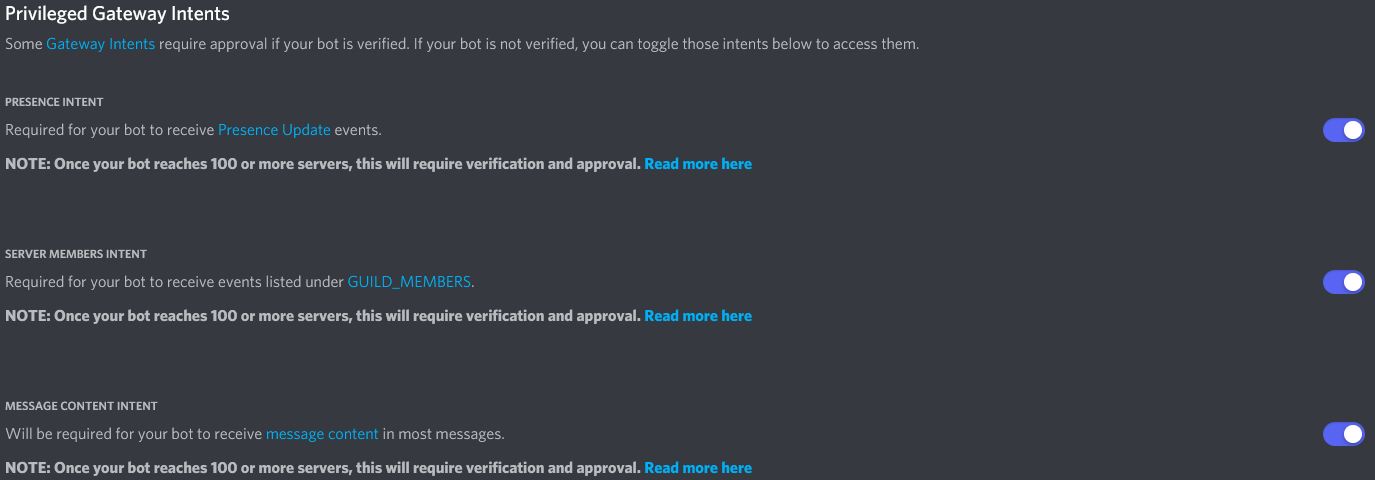 Privileged Gateway Intents
Some Gateway Intents require approval if your bot is verified. If your bot is not verified, you can toggle those intents below to access them.
PRESENCE INTENT
Required for your bot to receive Presence Update events.
NOTE: Once your bot reaches 100 or more servers, this will require verification and approval. Read more here
SERVER MEMBERS INTENT
Required for your bot to receive events listed under GUILD_MEMBERS.
NOTE: Once your bot reaches 100 or more servers, this will require verification and approval. Read more here
MESSAGE CONTENT INTENT
Will be required for your bot to receive message content in most messages.
NOTE: Once your bot reaches 100 or more servers, this will require verification and approval. Read more here